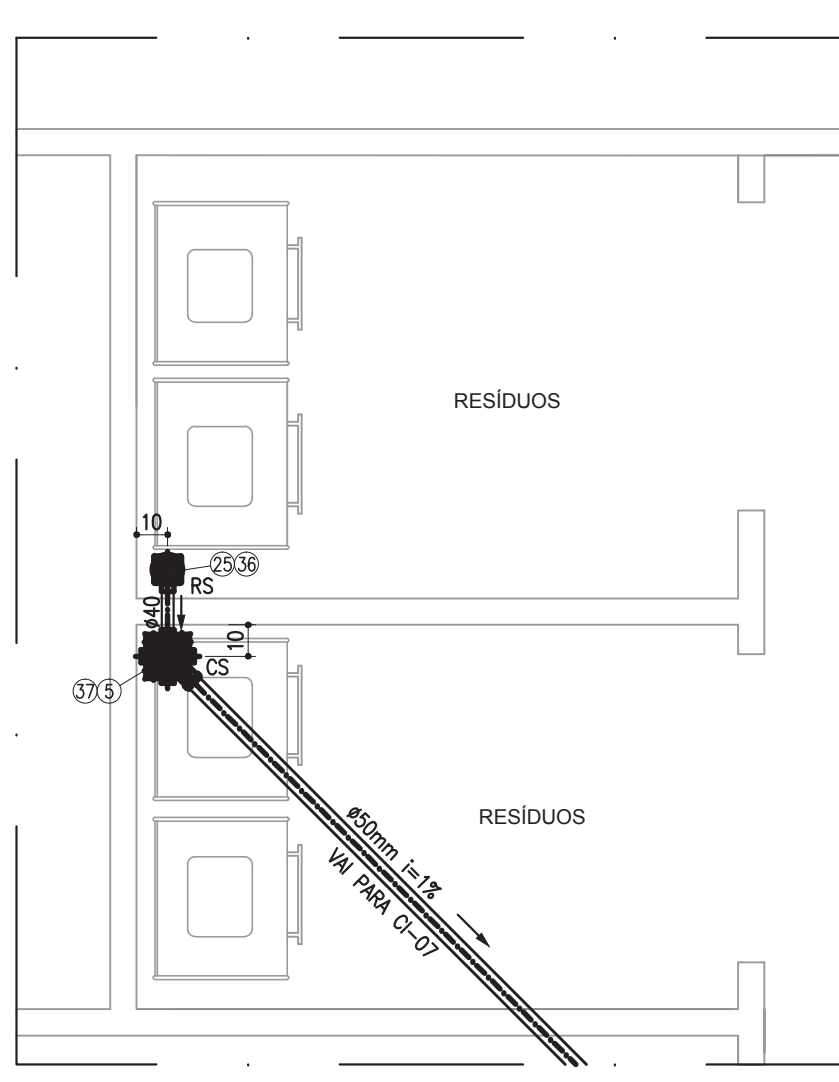 RESÍDUOS
10
25 36
RS
ø40
10
CS
37 5
ø50mm i=1%
VAI PARA CI-07
RESÍDUOS